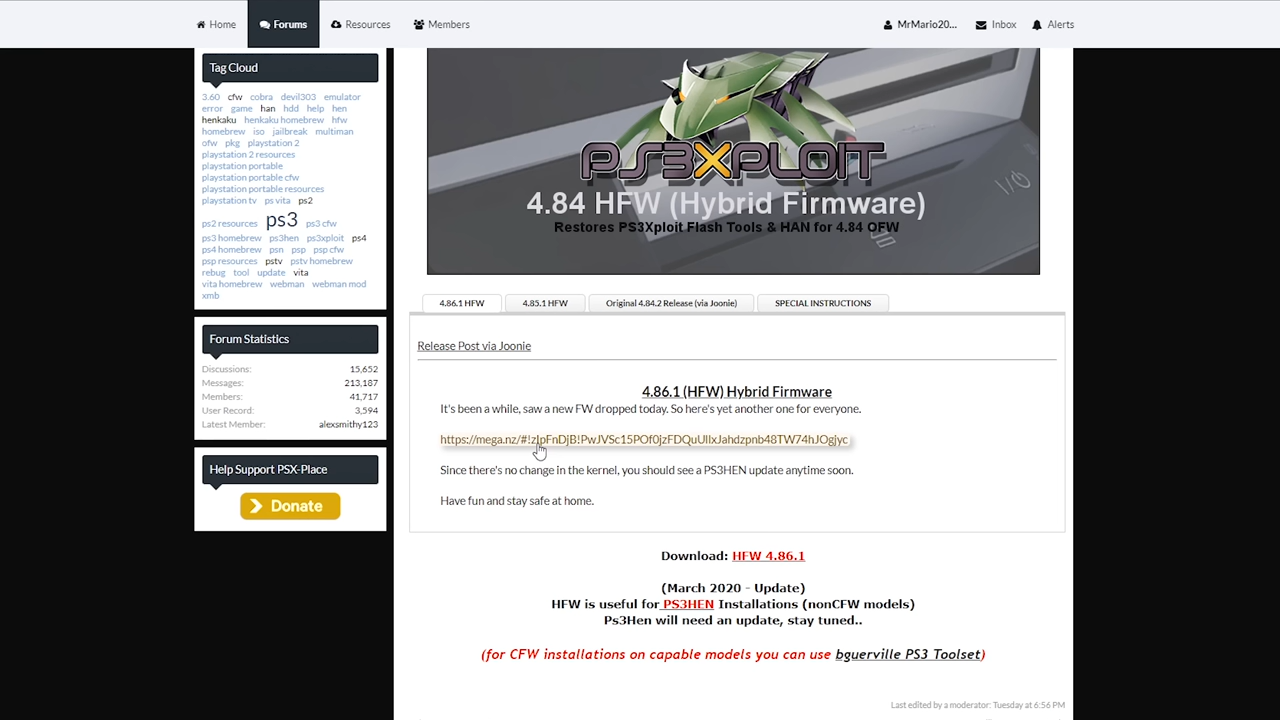 Home Forums Resources Members MrMario20... Inbox Alerts
Tag Cloud
3.60 cfw cobra devil303 emulator
error game han hdd help hen
henkaku henkaku homebrew hfw
homebrew iso jailbreak multiman
ofw pkg playstation 2
playstation 2 resources
playstation portable
playstation portable cfw
playstation portable resources
playstation tv ps vita ps2
ps2 resources ps3 ps3 cfw
ps3 homebrew ps3hen ps3xploit ps4
ps4 homebrew psn psp psp cfw
psp resources pstv pstv homebrew
rebug tool update vita
vita homebrew webman webman mod
xmb
Forum Statistics
Discussions: 15,652
Messages: 213,187
Members: 41,717
User Record: 3,594
Latest Member: alexsmithy123
Help Support PSX-Place
Donate
PS3XPLOIT
4.84 HFW (Hybrid Firmware)
Restores PS3Xploit Flash Tools & HAN for 4.84 OFW
4.86.1 HFW 4.85.1 HFW Original 4.84.2 Release (via Joonie) SPECIAL INSTRUCTIONS
Release Post via Joonie
4.86.1 (HFW) Hybrid Firmware
It's been a while, saw a new FW dropped today. So here's yet another one for everyone.
https://mega.nz/#!zIpFnDjB!PwJVSc15POf0jzFDQuUllxJahdzpnb48TW74hJOgjyc
Since there's no change in the kernel, you should see a PS3HEN update anytime soon.
Have fun and stay safe at home.
Download: HFW 4.86.1
(March 2020 - Update)
HFW is useful for PS3HEN Installations (nonCFW models)
Ps3Hen will need an update, stay tuned..
(for CFW installations on capable models you can use bguerville PS3 Toolset)
Last edited by a moderator: Tuesday at 6:56 PM